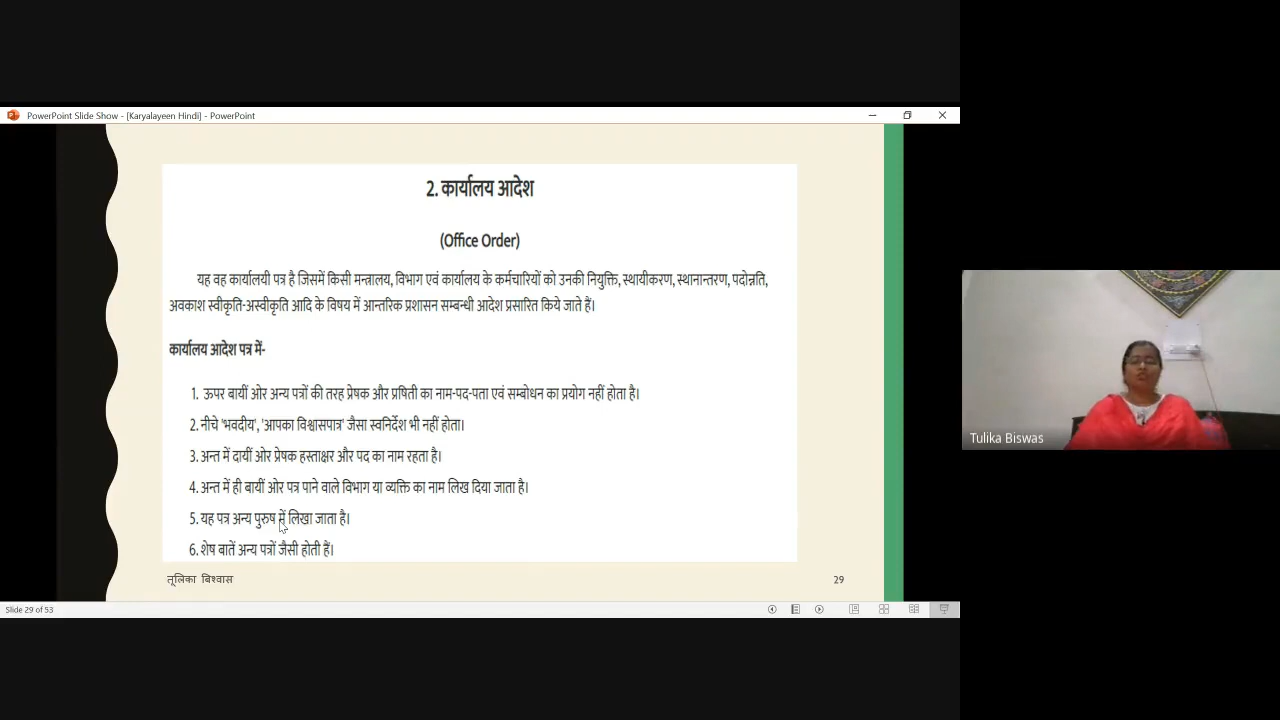 PowerPoint Slide Show - [Karyalayeen Hindi] - PowerPoint
2. कार्यालय आदेश
(Office Order)
यह वह कार्यालयी पत्र है जिसमें किसी मन्त्रालय, विभाग एवं कार्यालय के कर्मचारियों को उनकी नियुक्ति, स्थायीकरण, स्थानान्तरण, पदोन्नति,
अवकाश स्वीकृति-अस्वीकृति आदि के विषय में आन्तरिक प्रशासन सम्बन्धी आदेश प्रसारित किये जाते हैं।
कार्यालय आदेश पत्र में-
1. ऊपर बायीं ओर अन्य पत्रों की तरह प्रेषक और प्रषिती का नाम-पद-पता एवं सम्बोधन का प्रयोग नहीं होता है।
2. नीचे 'भवदीय', 'आपका विश्वासपात्र' जैसा स्वनिर्देश भी नहीं होता।
3. अन्त में दायीं ओर प्रेषक हस्ताक्षर और पद का नाम रहता है।
4. अन्त में ही बायीं ओर पत्र पाने वाले विभाग या व्यक्ति का नाम लिख दिया जाता है।
5. यह पत्र अन्य पुरुष में लिखा जाता है।
6. शेष बातें अन्य पत्रों जैसी होती हैं।
तूलिका बिश्वास
29
Slide 29 of 53
Tulika Biswas